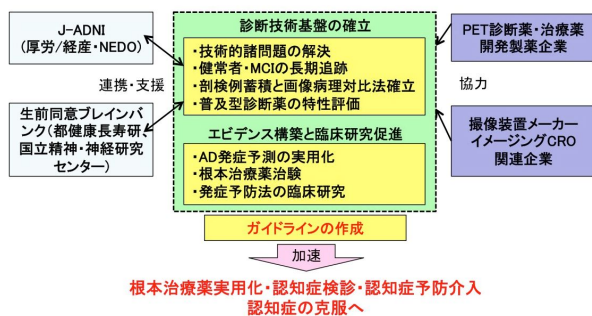 J-ADNI
(厚労/経産・NEDO)
連携・支援
生前同意ブレインバ
ンク(都健康長寿研・
国立精神・神経研究
センター)
診断技術基盤の確立
・技術的諸問題の解決
・健常者・MCIの長期追跡
・剖検例蓄積と画像病理対比法確立
・普及型診断薬の特性評価
エビデンス構築と臨床研究促進
・AD発症予測の実用化
・根本治療薬治験
・発症予防法の臨床研究
PET診断薬・治療薬
開発製薬企業
協力
撮像装置メーカー
イメージングCRO
関連企業
ガイドラインの作成
加速
根本治療薬実用化・認知症検診・認知症予防介入
認知症の克服へ